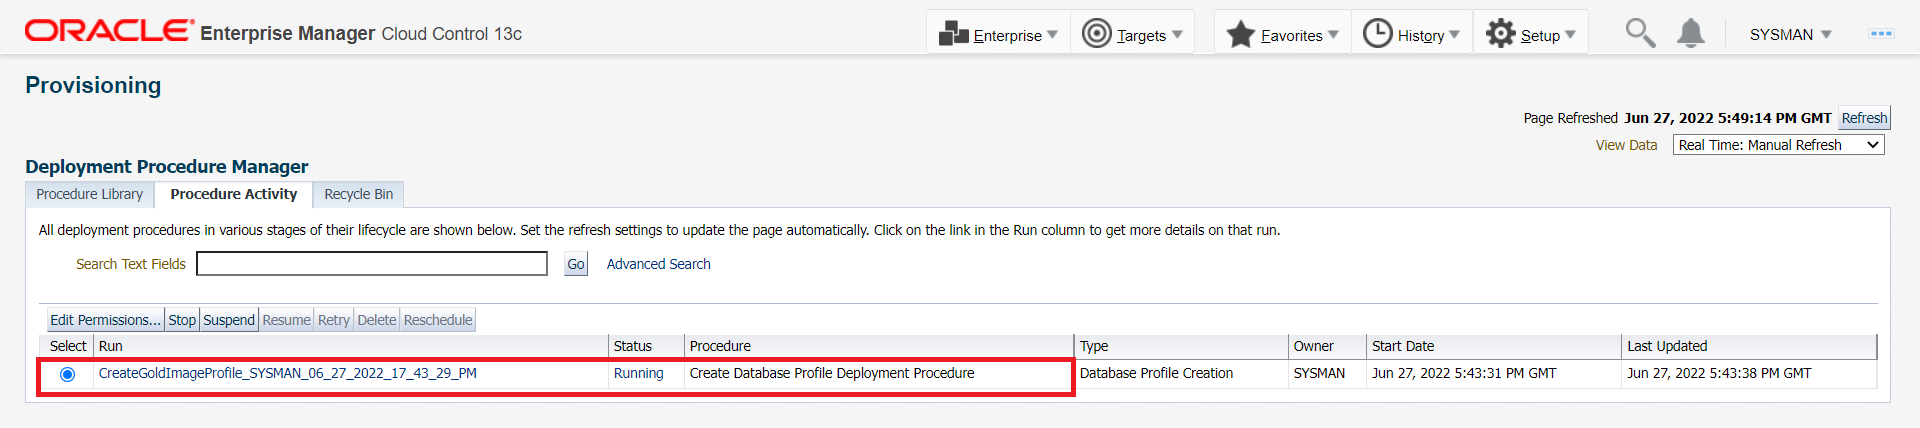 ORACLE Enterprise Manager Cloud Control 13c
Enterprise Targets Favorites History Setup SYSMAN
Provisioning
Page Refreshed Jun 27, 2022 5:49:14 PM GMT Refresh
View Data Real Time: Manual Refresh
Deployment Procedure Manager
Procedure Library Procedure Activity Recycle Bin
All deployment procedures in various stages of their lifecycle are shown below. Set the refresh settings to update the page automatically. Click on the link in the Run column to get more details on that run.
Search Text Fields Go Advanced Search
Edit Permissions... Stop Suspend Resume Retry Delete Reschedule
Select Run Status Procedure Type Owner Start Date Last Updated
CreateGoldImageProfile_SYSMAN_06_27_2022_17_43_29_PM Running Create Database Profile Deployment Procedure Database Profile Creation SYSMAN Jun 27, 2022 5:43:31 PM GMT Jun 27, 2022 5:43:38 PM GMT